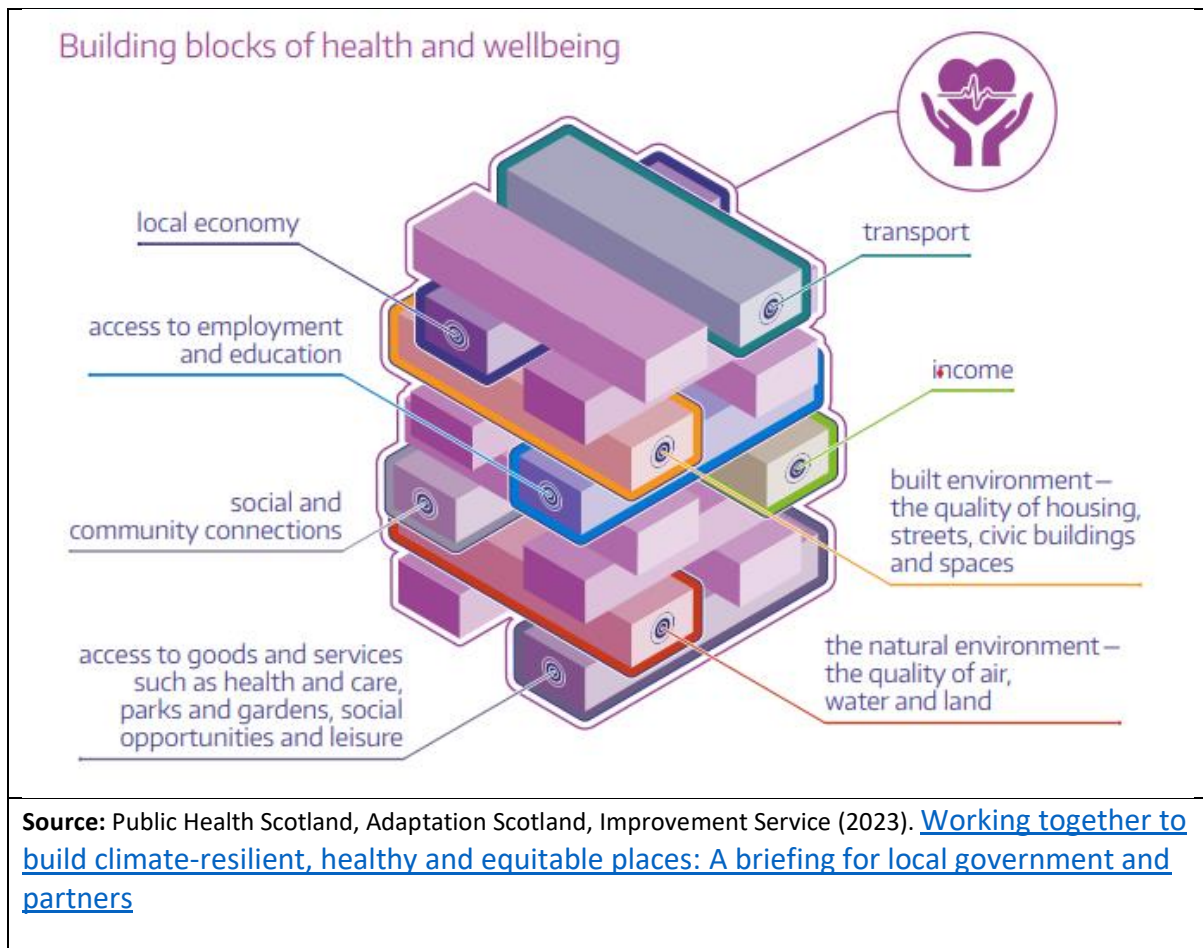 Building blocks of health and wellbeing
local economy
transport
access to employment
and education
income
social and
community connections
built environment –
the quality of housing,
streets, civic buildings
and spaces
access to goods and services
such as health and care,
parks and gardens, social
opportunities and leisure
the natural environment –
the quality of air,
water and land
Source: Public Health Scotland, Adaptation Scotland, Improvement Service (2023). Working together to
build climate-resilient, healthy and equitable places: A briefing for local government and
partners